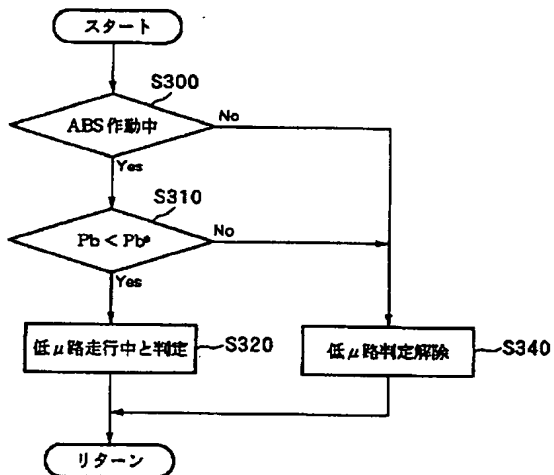 スタート
S300
ABS作動中
No
Yes
S310
Pb < Pb*
No
Yes
低μ路走行中と判定
S320
低μ路判定解除
S340
リターン